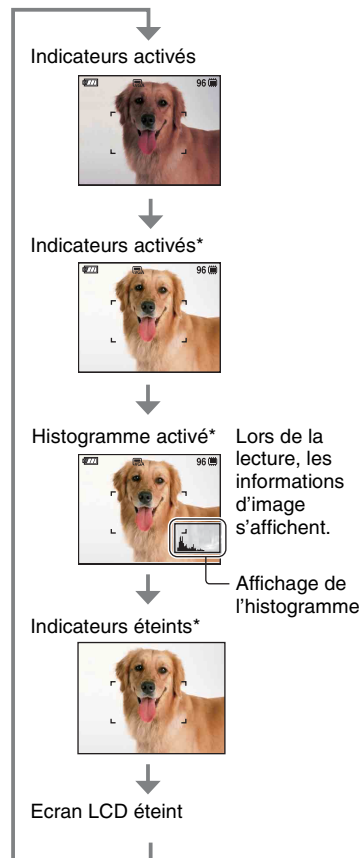 Indicateurs activés
96
Indicateurs activés*
96
Histogramme activé*
Lors de la
lecture, les
informations
d'image
s'affichent.
96
Affichage de
l'histogramme
Indicateurs éteints*
Ecran LCD éteint